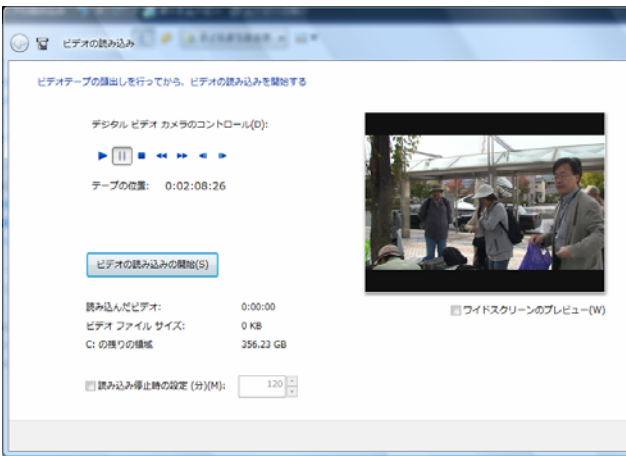 ビデオの読み込み
ビデオテープの頭出しを行ってから、ビデオの読み込みを開始する
デジタル ビデオ カメラのコントロール(D):
テープの位置: 0:02:08:26
ビデオの読み込みの開始(S)
読み込んだビデオ: 0:00:00
ビデオ ファイル サイズ: 0 KB
C: の残りの領域 356.23 GB
ワイドスクリーンのプレビュー(W)
読み込み停止時の設定 (分)(M): 120